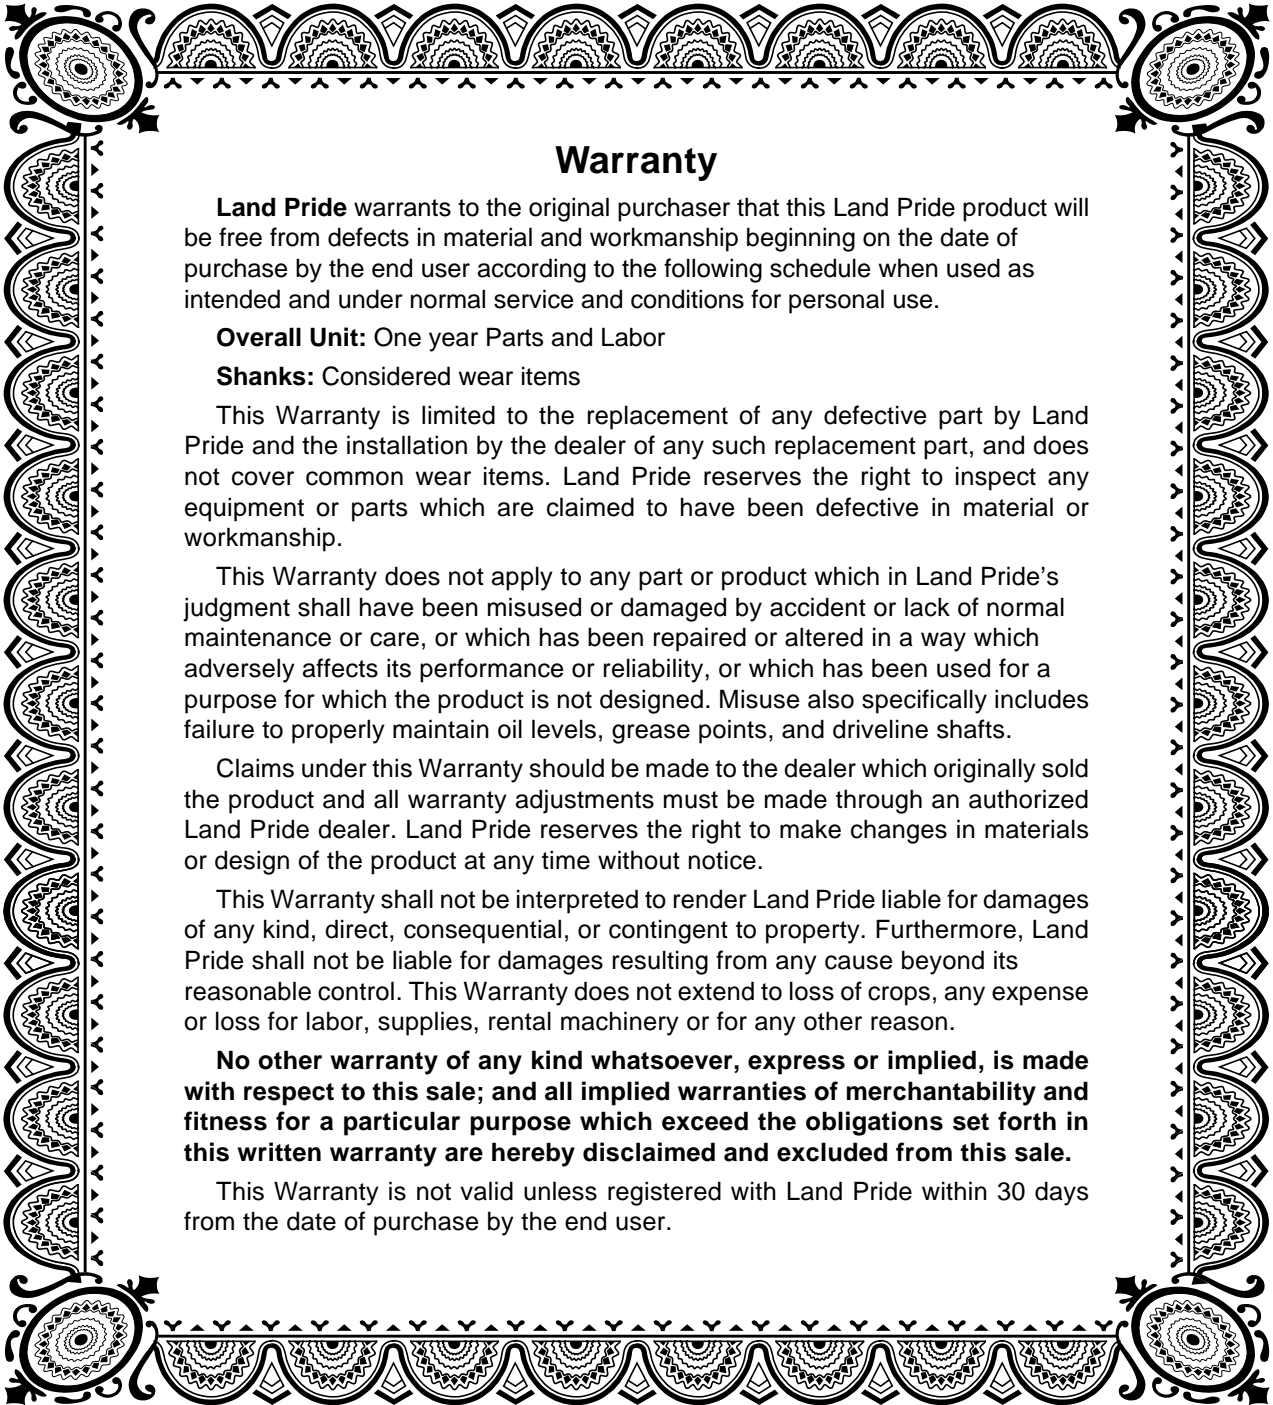 Warranty
Land Pride warrants to the original purchaser that this Land Pride product will
be free from defects in material and workmanship beginning on the date of
purchase by the end user according to the following schedule when used as
intended and under normal service and conditions for personal use.
Overall Unit: One year Parts and Labor
Shanks: Considered wear items
This Warranty is limited to the replacement of any defective part by Land
Pride and the installation by the dealer of any such replacement part, and does
not cover common wear items. Land Pride reserves the right to inspect any
equipment or parts which are claimed to have been defective in material or
workmanship.
This Warranty does not apply to any part or product which in Land Pride’s
judgment shall have been misused or damaged by accident or lack of normal
maintenance or care, or which has been repaired or altered in a way which
adversely affects its performance or reliability, or which has been used for a
purpose for which the product is not designed. Misuse also specifically includes
failure to properly maintain oil levels, grease points, and driveline shafts.
Claims under this Warranty should be made to the dealer which originally sold
the product and all warranty adjustments must be made through an authorized
Land Pride dealer. Land Pride reserves the right to make changes in materials
or design of the product at any time without notice.
This Warranty shall not be interpreted to render Land Pride liable for damages
of any kind, direct, consequential, or contingent to property. Furthermore, Land
Pride shall not be liable for damages resulting from any cause beyond its
reasonable control. This Warranty does not extend to loss of crops, any expense
or loss for labor, supplies, rental machinery or for any other reason.
No other warranty of any kind whatsoever, express or implied, is made
with respect to this sale; and all implied warranties of merchantability and
fitness for a particular purpose which exceed the obligations set forth in
this written warranty are hereby disclaimed and excluded from this sale.
This Warranty is not valid unless registered with Land Pride within 30 days
from the date of purchase by the end user.